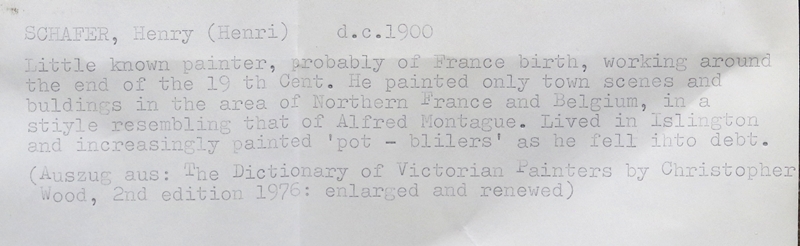 SCHAFER, Henry (Henri) d.c.1900
Little known painter, probably of France birth, working around
the end of the 19 th Cent. He painted only town scenes and
buldings in the area of Northern France and Belgium, in a
stiyle resembling that of Alfred Montague. Lived in Islington
and increasingly painted 'pot - blilers' as he fell into debt.
(Auszug aus: The Dictionary of Victorian Painters by Christopher
Wood, 2nd edition 1976: enlarged and renewed)